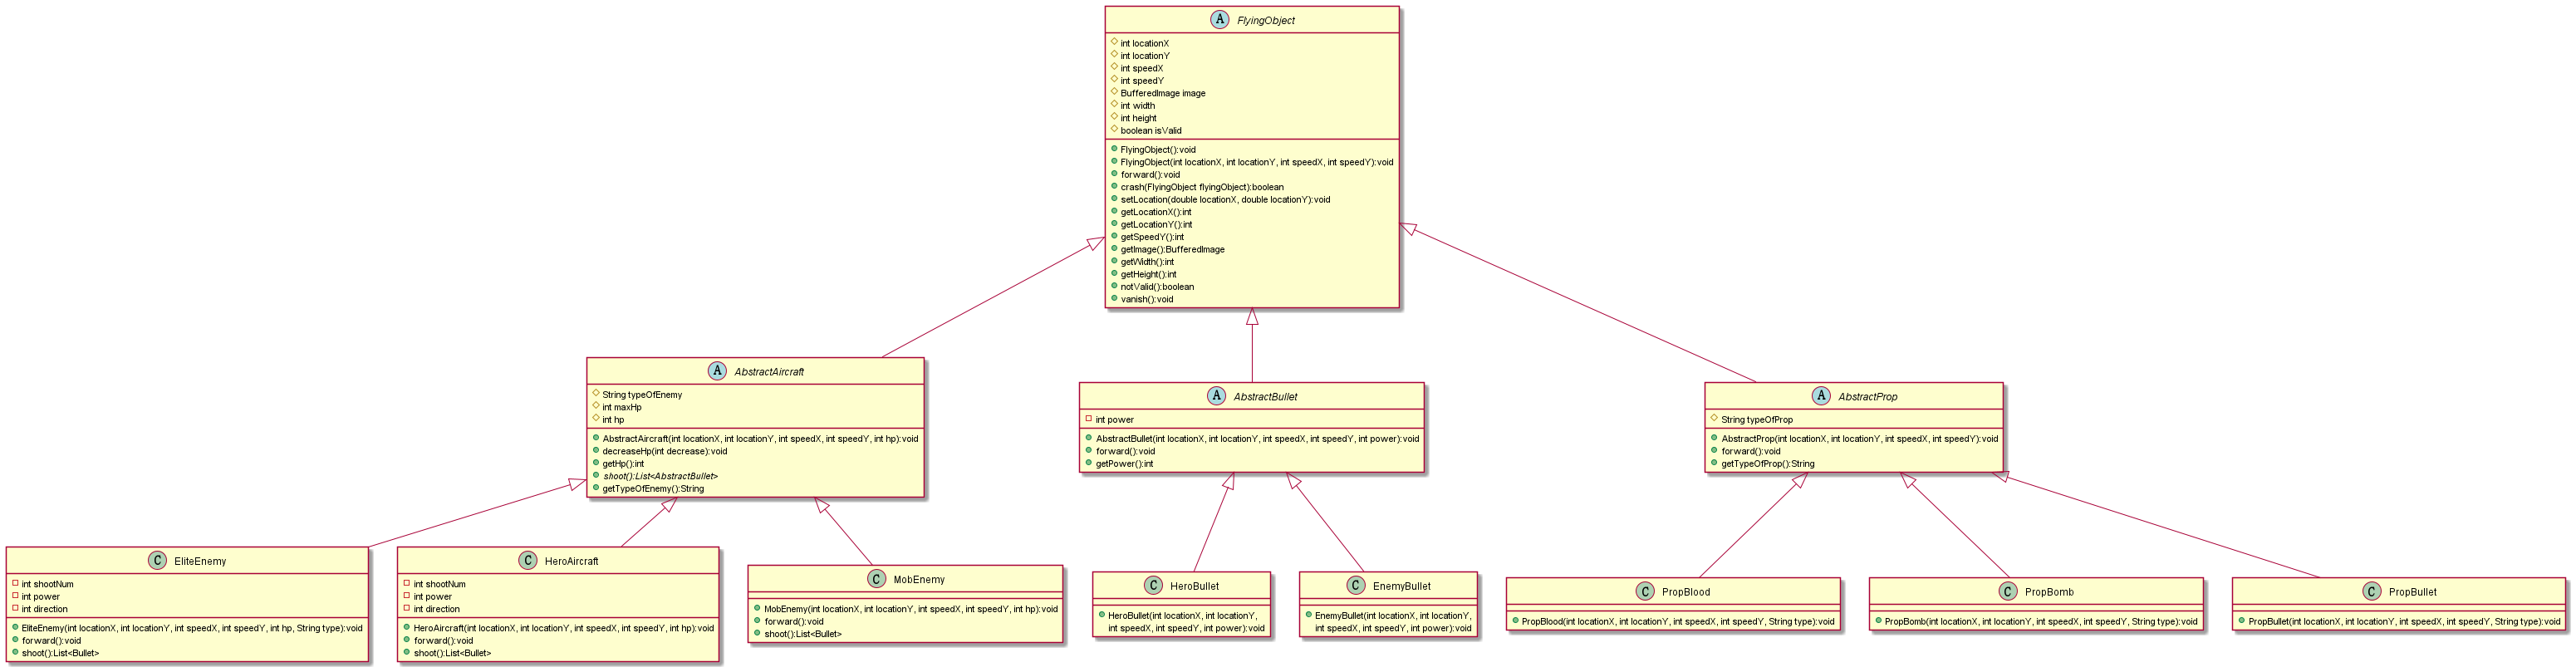 A FlyingObject
int locationX
int locationY
int speedX
int speedY
BufferedImage image
int width
int height
boolean isValid
FlyingObject():void
FlyingObject(int locationX, int locationY, int speedX, int speedY):void
forward():void
crash(FlyingObject flyingObject):boolean
setLocation(double locationX, double locationY):void
getLocationX():int
getLocationY():int
getSpeedY():int
getImage():BufferedImage
getWidth():int
getHeight():int
notValid():boolean
vanish():void
A AbstractAircraft
String typeOfEnemy
int maxHp
int hp
AbstractAircraft(int locationX, int locationY, int speedX, int speedY, int hp):void
decreaseHp(int decrease):void
getHp():int
shoot():List<AbstractBullet>
getTypeOfEnemy():String
A AbstractBullet
int power
AbstractBullet(int locationX, int locationY, int speedX, int speedY, int power):void
forward():void
getPower():int
A AbstractProp
String typeOfProp
AbstractProp(int locationX, int locationY, int speedX, int speedY):void
forward():void
getTypeOfProp():String
C EliteEnemy
int shootNum
int power
int direction
EliteEnemy(int locationX, int locationY, int speedX, int speedY, int hp, String type):void
forward():void
shoot():List<Bullet>
C HeroAircraft
int shootNum
int power
int direction
HeroAircraft(int locationX, int locationY, int speedX, int speedY, int hp):void
forward():void
shoot():List<Bullet>
C MobEnemy
MobEnemy(int locationX, int locationY, int speedX, int speedY, int hp):void
forward():void
shoot():List<Bullet>
C HeroBullet
HeroBullet(int locationX, int locationY,
int speedX, int speedY, int power):void
C EnemyBullet
EnemyBullet(int locationX, int locationY,
int speedX, int speedY, int power):void
C PropBlood
PropBlood(int locationX, int locationY, int speedX, int speedY, String type):void
C PropBomb
PropBomb(int locationX, int locationY, int speedX, int speedY, String type):void
C PropBullet
PropBullet(int locationX, int locationY, int speedX, int speedY, String type):void